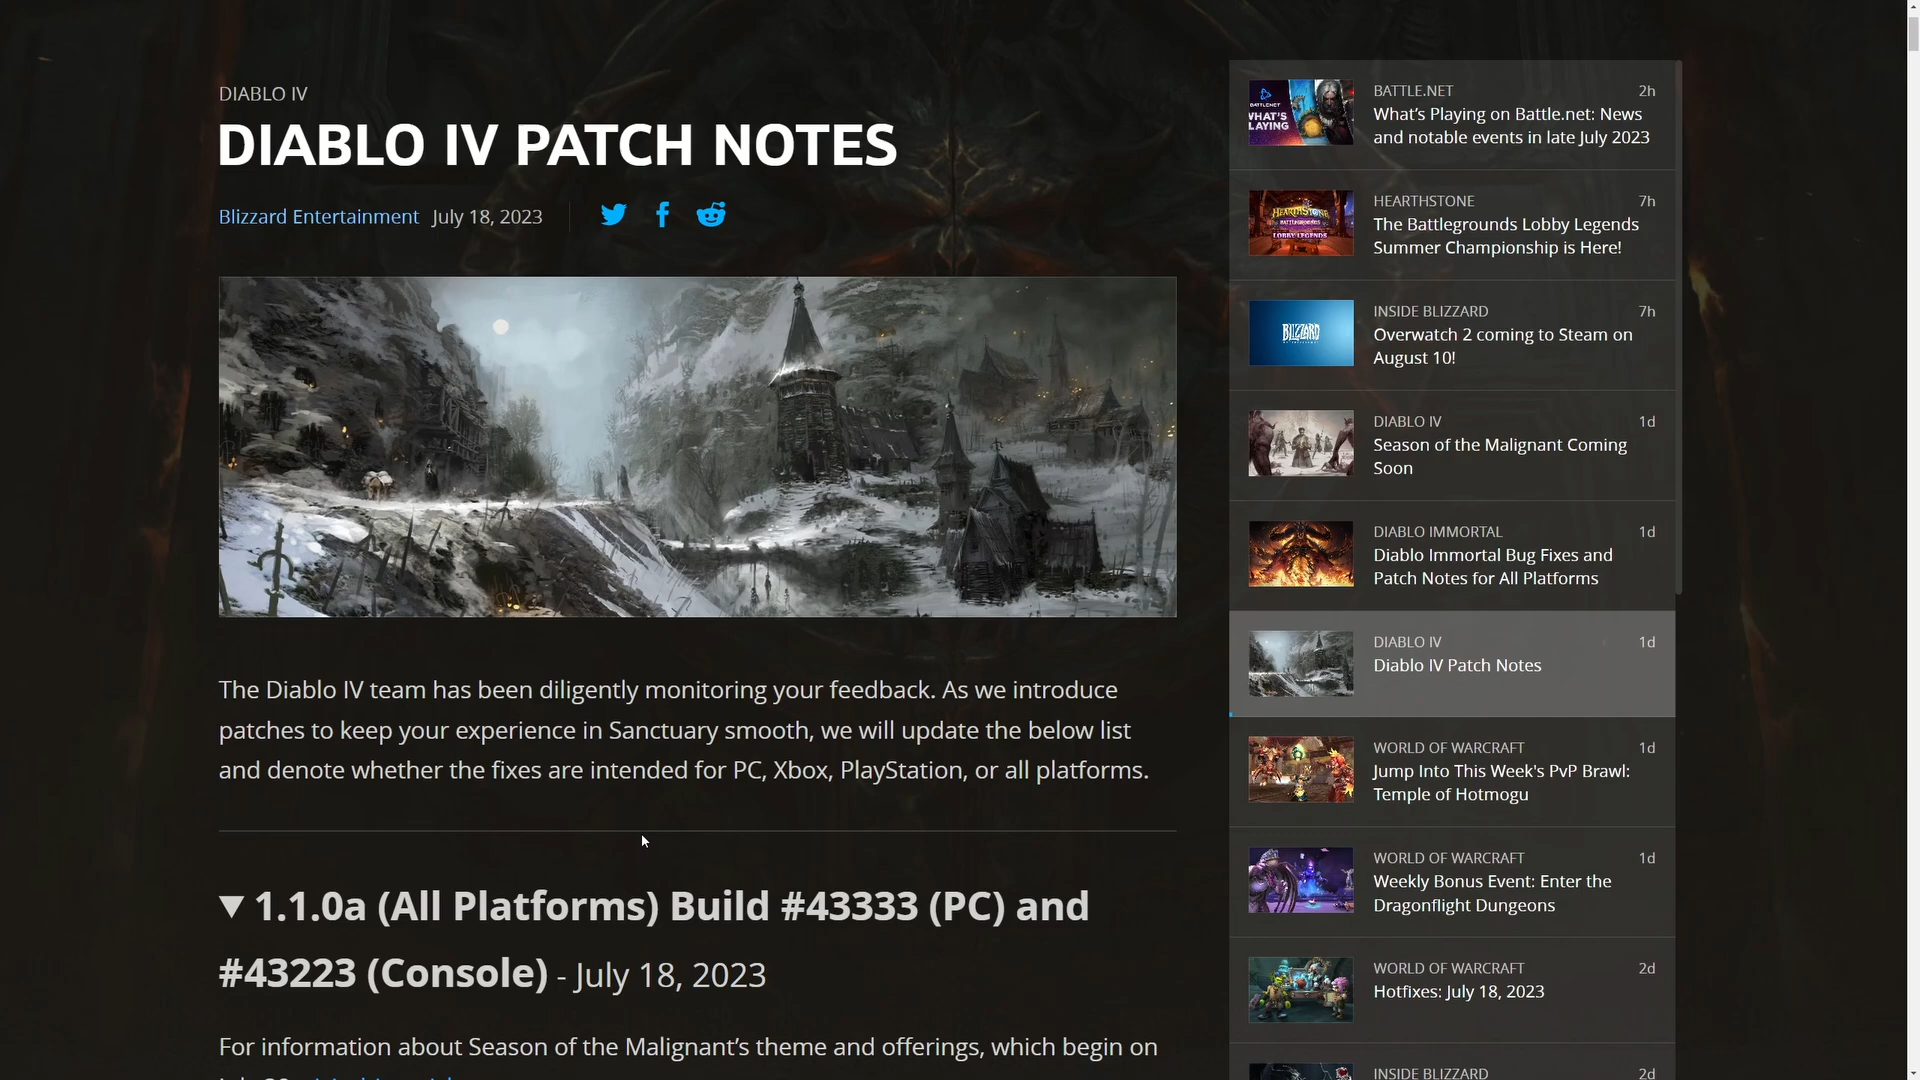 DIABLO IV
DIABLO IV PATCH NOTES
Blizzard Entertainment July 18, 2023
The Diablo IV team has been diligently monitoring your feedback. As we introduce
patches to keep your experience in Sanctuary smooth, we will update the below list
and denote whether the fixes are intended for PC, Xbox, PlayStation, or all platforms.
1.1.0a (All Platforms) Build #43333 (PC) and
#43223 (Console) - July 18, 2023
For information about Season of the Malignant’s theme and offerings, which begin on
BATTLE.NET 2h
What’s Playing on Battle.net: News
and notable events in late July 2023
HEARTHSTONE 7h
The Battlegrounds Lobby Legends
Summer Championship is Here!
HEARTHSTONE
BATTLEGROUNDS
LOBBY LEGENDS
INSIDE BLIZZARD 7h
Overwatch 2 coming to Steam on
August 10!
BLIZZARD
DIABLO IV 1d
Season of the Malignant Coming
Soon
DIABLO IMMORTAL 1d
Diablo Immortal Bug Fixes and
Patch Notes for All Platforms
DIABLO IV 1d
Diablo IV Patch Notes
WORLD OF WARCRAFT 1d
Jump Into This Week's PvP Brawl:
Temple of Hotmogu
WORLD OF WARCRAFT 1d
Weekly Bonus Event: Enter the
Dragonflight Dungeons
WORLD OF WARCRAFT 2d
Hotfixes: July 18, 2023
INSIDE BLIZZARD 2d